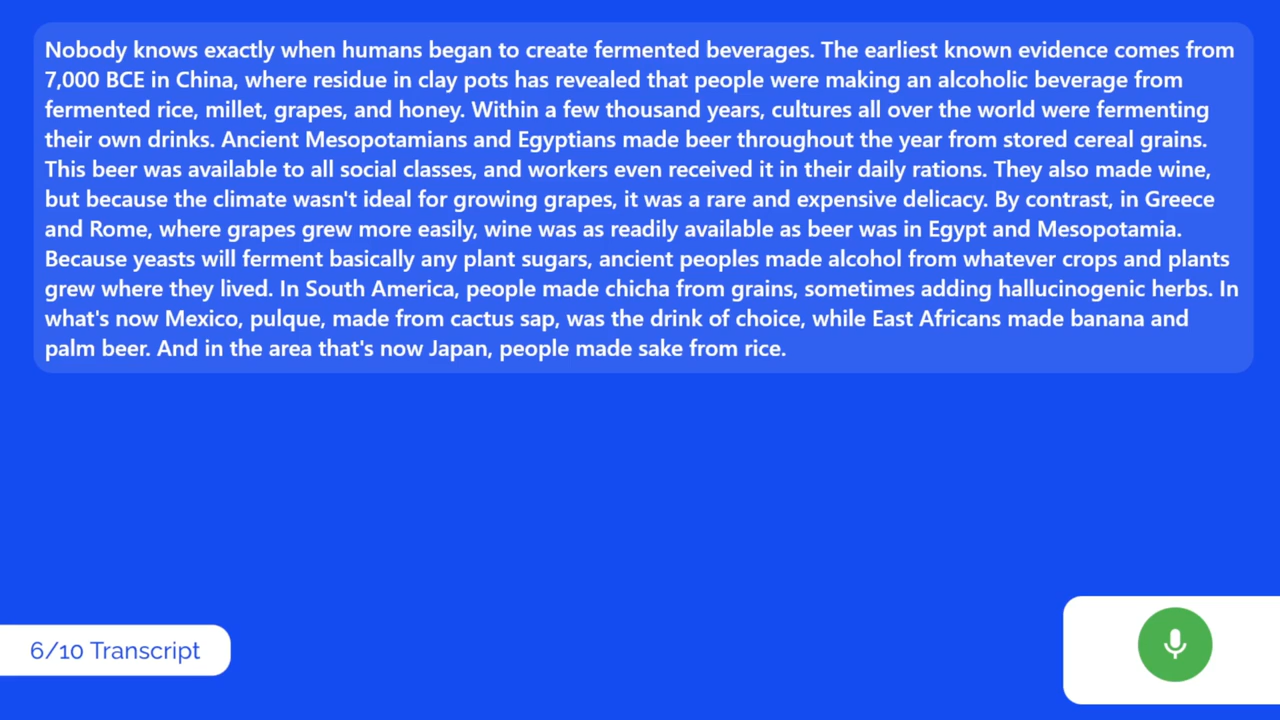 Nobody knows exactly when humans began to create fermented beverages. The earliest known evidence comes from
7,000 BCE in China, where residue in clay pots has revealed that people were making an alcoholic beverage from
fermented rice, millet, grapes, and honey. Within a few thousand years, cultures all over the world were fermenting
their own drinks. Ancient Mesopotamians and Egyptians made beer throughout the year from stored cereal grains.
This beer was available to all social classes, and workers even received it in their daily rations. They also made wine,
but because the climate wasn't ideal for growing grapes, it was a rare and expensive delicacy. By contrast, in Greece
and Rome, where grapes grew more easily, wine was as readily available as beer was in Egypt and Mesopotamia.
Because yeasts will ferment basically any plant sugars, ancient peoples made alcohol from whatever crops and plants
grew where they lived. In South America, people made chicha from grains, sometimes adding hallucinogenic herbs. In
what's now Mexico, pulque, made from cactus sap, was the drink of choice, while East Africans made banana and
palm beer. And in the area that's now Japan, people made sake from rice.
6/10 Transcript